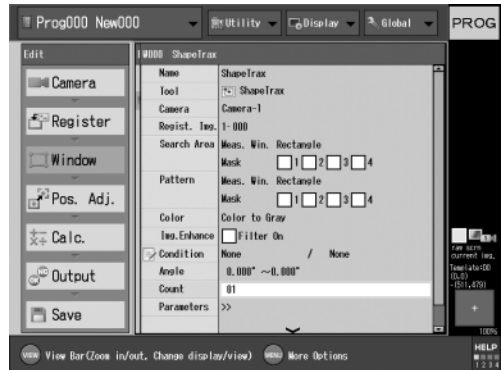 Prog000 New000 Utility Display Global PROG
Edit
Camera
Register
Window
Pos. Adj.
Calc.
Output
Save
W000 ShapeTrax
Name ShapeTrax
Tool ShapeTrax
Camera Camera-1
Regist. Img. 1-000
Search Area Meas. Win. Rectangle
Mask 1 2 3 4
Pattern Meas. Win. Rectangle
Mask 1 2 3 4
Color Color to Gray
Img.Enhance Filter On
Condition None / None
Angle 0.000° ~0.000°
Count 01
Parameters >>
raw scrn
current img.
Template:DD
(0,0)
-(511,479)
+
100%
VIEW View Bar(Zoom in/out. Change display/view) MENU More Options
HELP
1 2 3 4